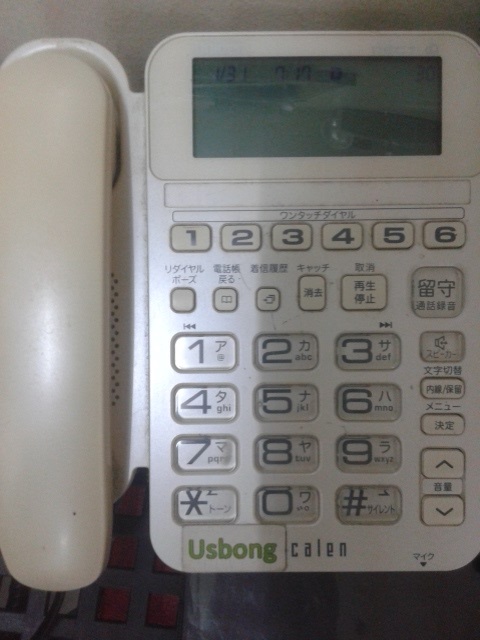 1/31 7:17 30
ワンタッチダイヤル
1 2 3 4 5 6
リダイヤル 電話帳 着信履歴 キャッチ 取消
ポーズ 戻る
消去 再生 停止
留守
通話録音
1 ア @ 2 カ abc 3 サ def
スピーカー
文字切替
4 タ ghi 5 ナ jkl 6 ハ mno
内線/保留
メニュー
決定
7 マ pqrs 8 ヤ tuv 9 ラ wxyz
音量
* トーン 0 ワ # サイレント
Usbong calen
マイク